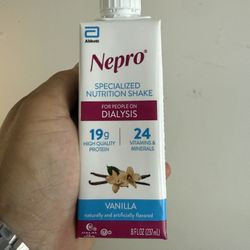 Abbott
Nepro®
SPECIALIZED
NUTRITION SHAKE
FOR PEOPLE ON
DIALYSIS
19g 24
HIGH QUALITY VITAMINS &
PROTEIN MINERALS
VANILLA
naturally and artificially flavored
8 FL OZ (237 mL)